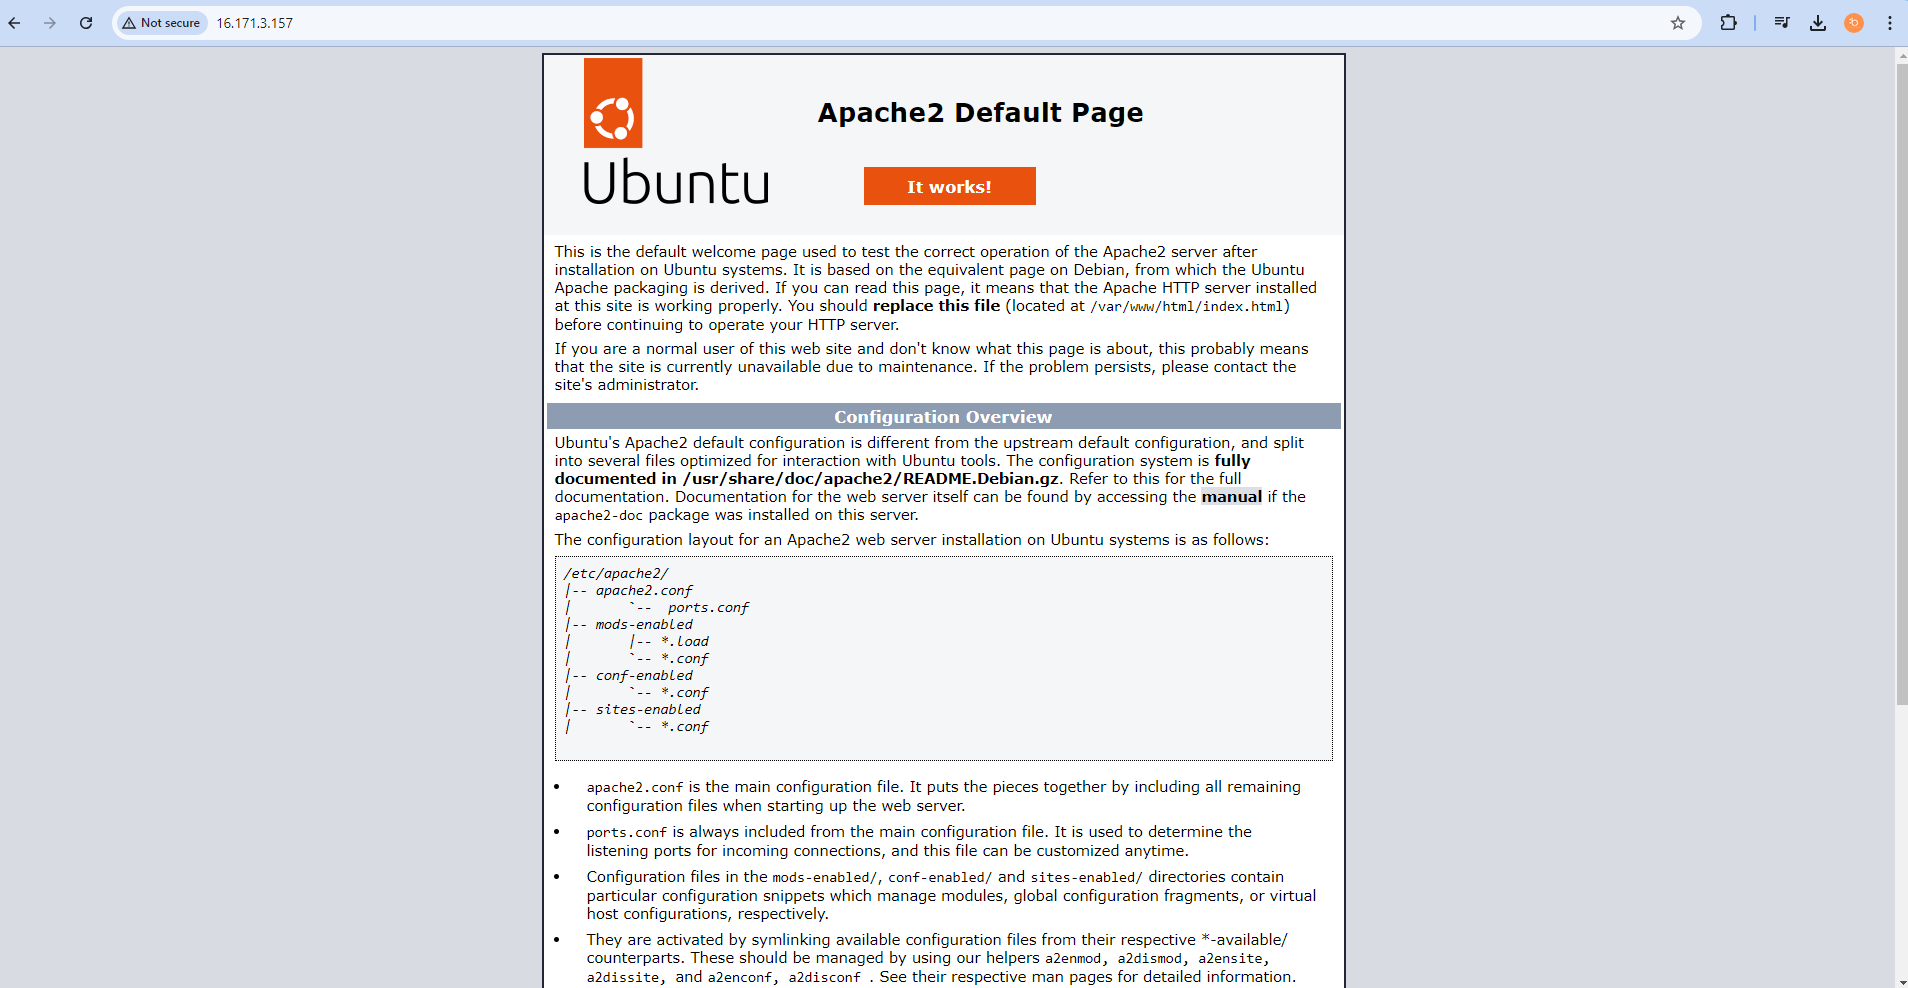 Not secure 16.171.3.157
Apache2 Default Page
Ubuntu
It works!
This is the default welcome page used to test the correct operation of the Apache2 server after
installation on Ubuntu systems. It is based on the equivalent page on Debian, from which the Ubuntu
Apache packaging is derived. If you can read this page, it means that the Apache HTTP server installed
at this site is working properly. You should replace this file (located at /var/www/html/index.html)
before continuing to operate your HTTP server.
If you are a normal user of this web site and don't know what this page is about, this probably means
that the site is currently unavailable due to maintenance. If the problem persists, please contact the
site's administrator.
Configuration Overview
Ubuntu's Apache2 default configuration is different from the upstream default configuration, and split
into several files optimized for interaction with Ubuntu tools. The configuration system is fully
documented in /usr/share/doc/apache2/README.Debian.gz. Refer to this for the full
documentation. Documentation for the web server itself can be found by accessing the manual if the
apache2-doc package was installed on this server.
The configuration layout for an Apache2 web server installation on Ubuntu systems is as follows:
/etc/apache2/
|-- apache2.conf
|       `--  ports.conf
|-- mods-enabled
|       |-- *.load
|       `-- *.conf
|-- conf-enabled
|       `-- *.conf
|-- sites-enabled
|       `-- *.conf
• apache2.conf is the main configuration file. It puts the pieces together by including all remaining
configuration files when starting up the web server.
• ports.conf is always included from the main configuration file. It is used to determine the
listening ports for incoming connections, and this file can be customized anytime.
• Configuration files in the mods-enabled/, conf-enabled/ and sites-enabled/ directories contain
particular configuration snippets which manage modules, global configuration fragments, or virtual
host configurations, respectively.
• They are activated by symlinking available configuration files from their respective *-available/
counterparts. These should be managed by using our helpers a2enmod, a2dismod, a2ensite,
a2dissite, and a2enconf, a2disconf . See their respective man pages for detailed information.